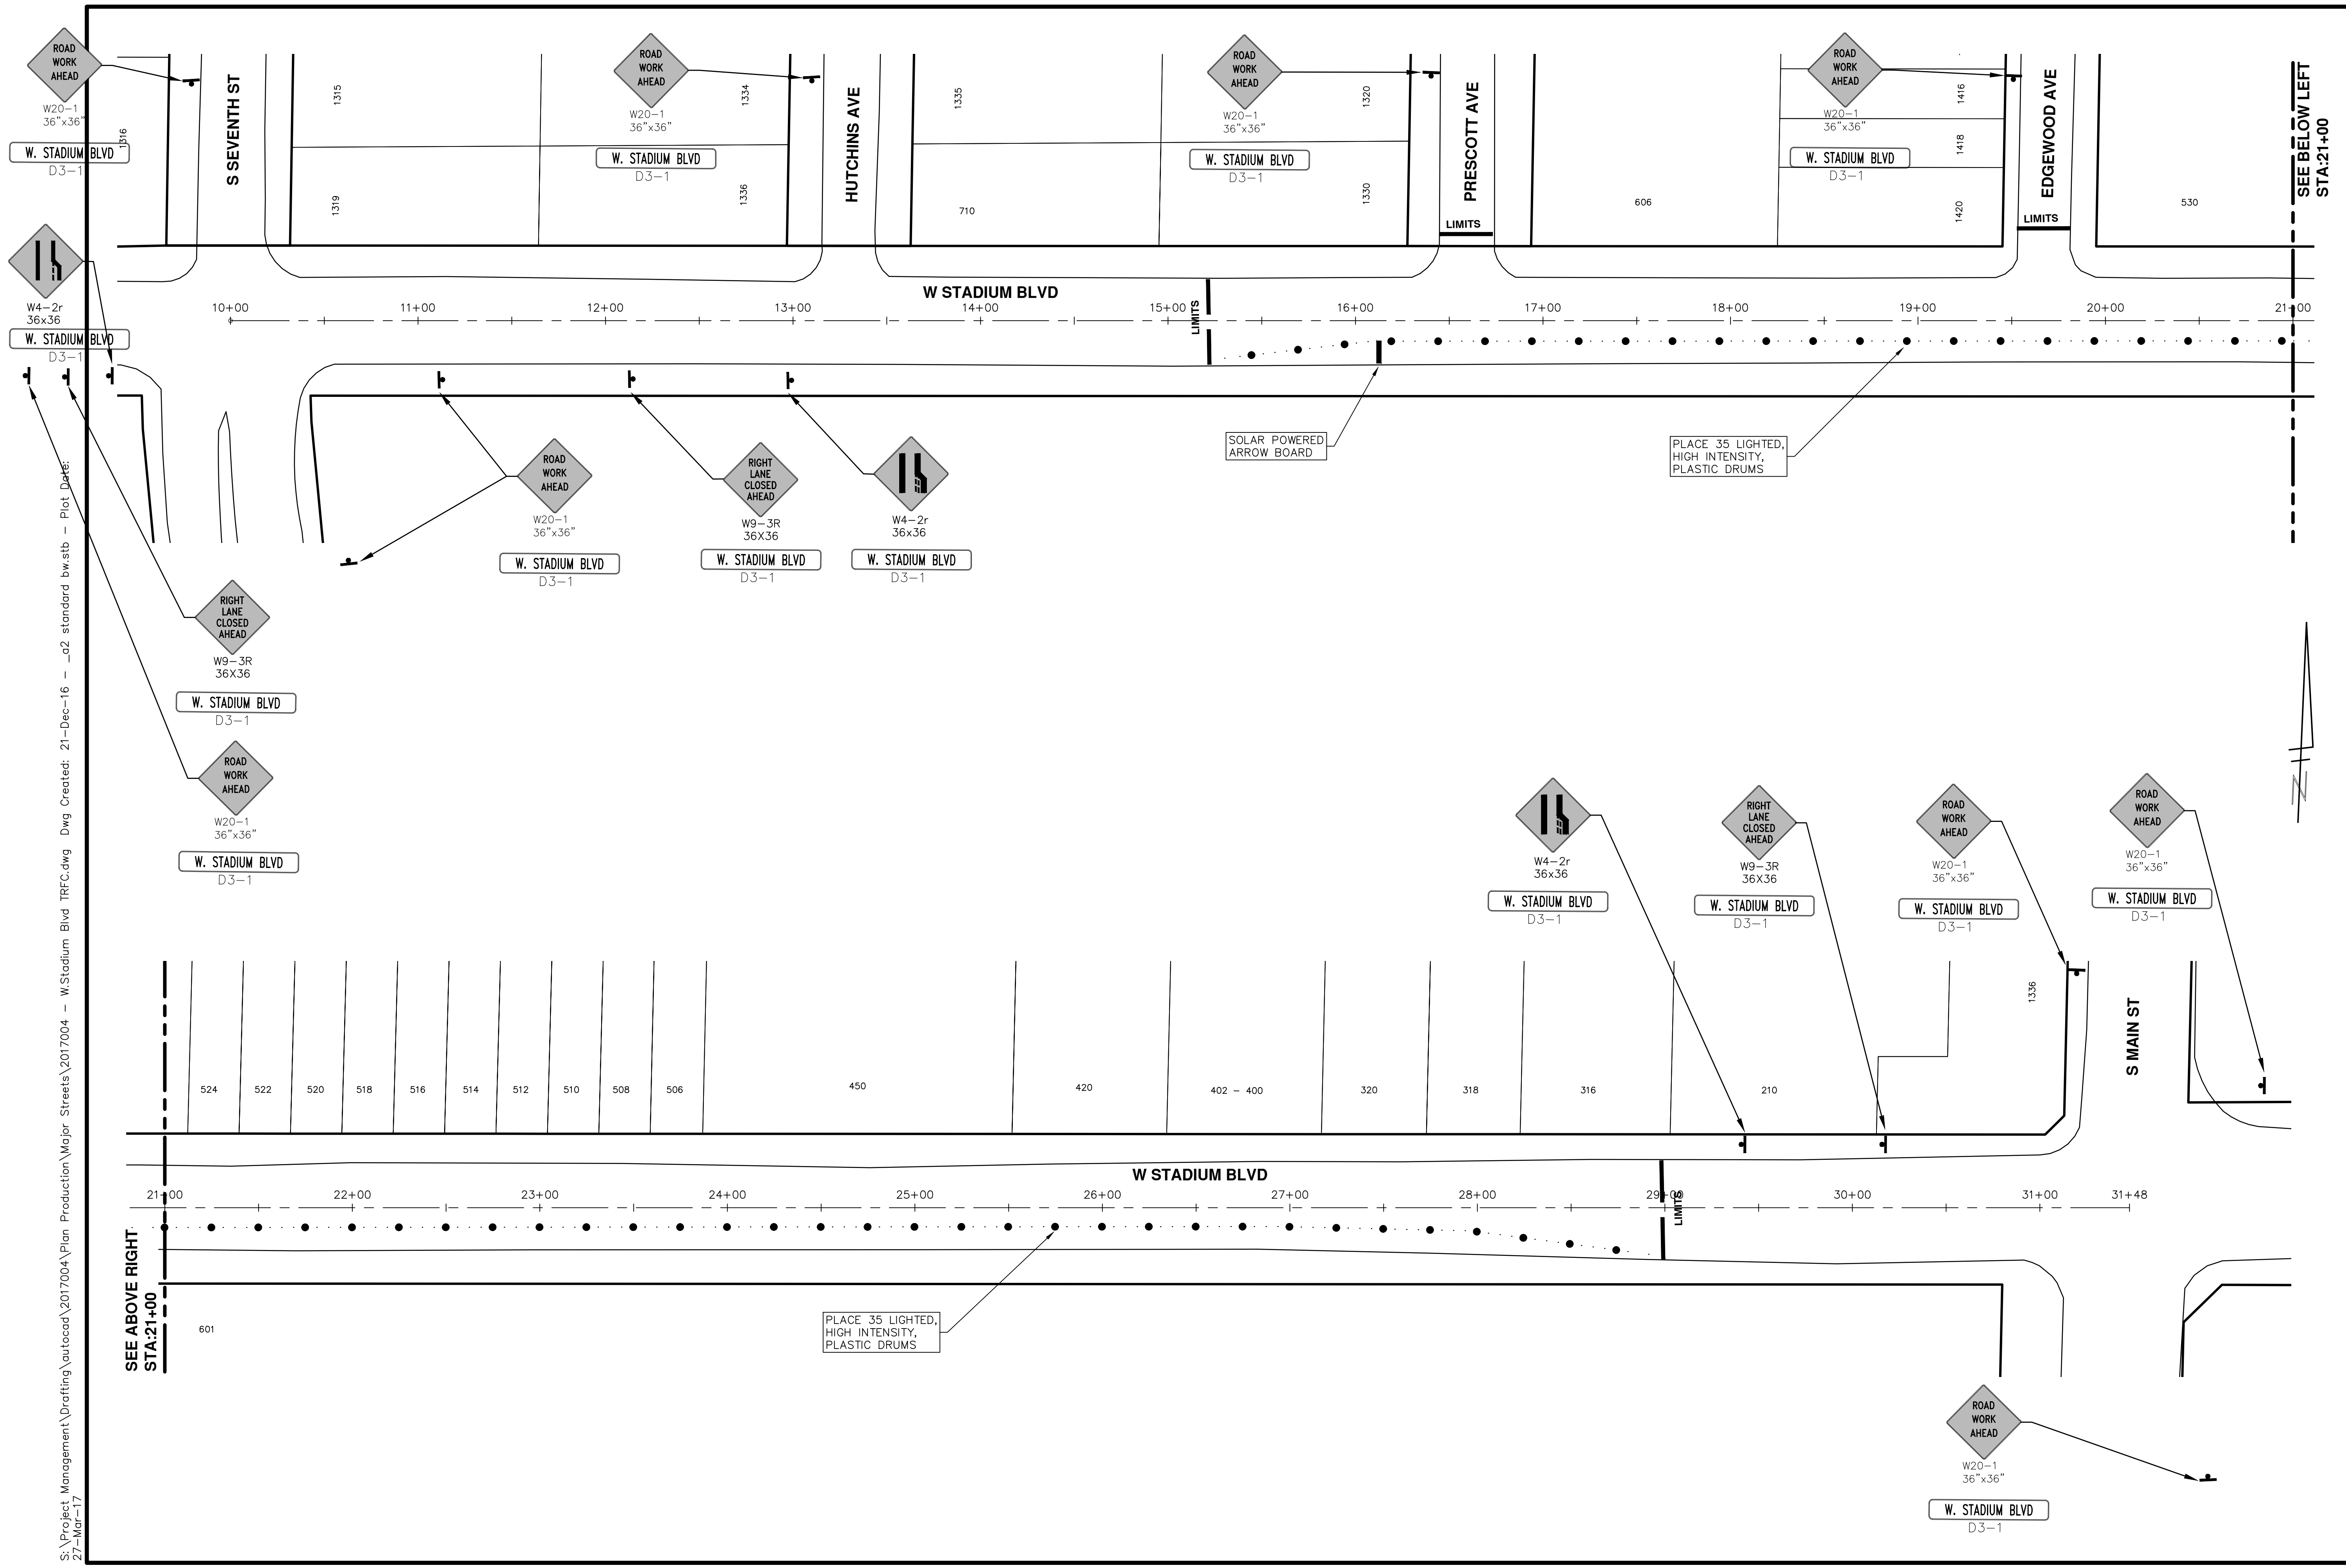 ROAD
WORK
AHEAD
W20-1
36"x36"
W. STADIUM BLVD
D3-1
1316
S SEVENTH ST
1315
1319
ROAD
WORK
AHEAD
W20-1
36"x36"
W. STADIUM BLVD
D3-1
1334
1336
HUTCHINS AVE
1335
710
ROAD
WORK
AHEAD
W20-1
36"x36"
W. STADIUM BLVD
D3-1
1320
1330
PRESCOTT AVE
LIMITS
606
ROAD
WORK
AHEAD
W20-1
36"x36"
W. STADIUM BLVD
D3-1
1416
1418
1420
EDGEWOOD AVE
LIMITS
530
SEE BELOW LEFT
STA:21+00
W4-2r
36x36
W. STADIUM BLVD
D3-1
W STADIUM BLVD
10+00
11+00
12+00
13+00
14+00
15+00
LIMITS
16+00
17+00
18+00
19+00
20+00
21+00
SOLAR POWERED
ARROW BOARD
PLACE 35 LIGHTED,
HIGH INTENSITY,
PLASTIC DRUMS
ROAD
WORK
AHEAD
W20-1
36"x36"
W. STADIUM BLVD
D3-1
RIGHT
LANE
CLOSED
AHEAD
W9-3R
36X36
W. STADIUM BLVD
D3-1
W4-2r
36x36
W. STADIUM BLVD
D3-1
RIGHT
LANE
CLOSED
AHEAD
W9-3R
36X36
W. STADIUM BLVD
D3-1
ROAD
WORK
AHEAD
W20-1
36"x36"
W. STADIUM BLVD
D3-1
N
W4-2r
36x36
W. STADIUM BLVD
D3-1
RIGHT
LANE
CLOSED
AHEAD
W9-3R
36X36
W. STADIUM BLVD
D3-1
ROAD
WORK
AHEAD
W20-1
36"x36"
W. STADIUM BLVD
D3-1
ROAD
WORK
AHEAD
W20-1
36"x36"
W. STADIUM BLVD
D3-1
524
522
520
518
516
514
512
510
508
506
450
420
402 - 400
320
318
316
210
1336
S MAIN ST
W STADIUM BLVD
21+00
22+00
23+00
24+00
25+00
26+00
27+00
28+00
29+00
LIMITS
30+00
31+00
31+48
SEE ABOVE RIGHT
STA:21+00
601
PLACE 35 LIGHTED,
HIGH INTENSITY,
PLASTIC DRUMS
ROAD
WORK
AHEAD
W20-1
36"x36"
W. STADIUM BLVD
D3-1
S:\Project Management\Drafting\autocad\2017004\Plan Production\Major Streets\2017004 - W.Stadium Blvd TRFC.dwg Dwg Created: 21-Dec-16 - _a2 standard bw.stb - Plot Date:
27-Mar-17